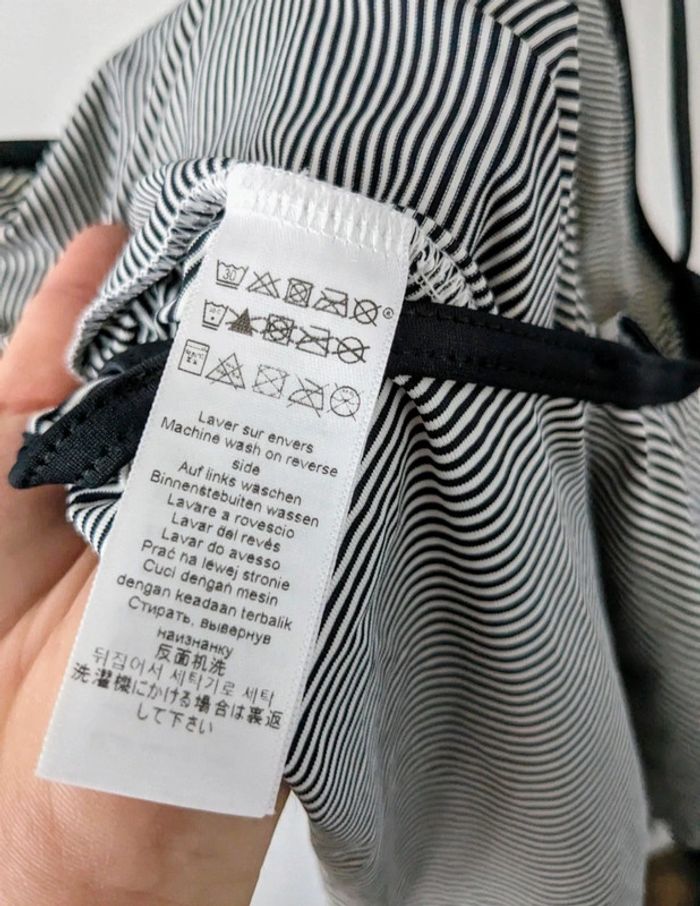 30
Laver sur envers
Machine wash on reverse
side
Auf links waschen
Binnenstebuiten wassen
Lavare a rovescio
Lavar del revés
Lavar do avesso
Prać na lewej stronie
Cuci dengan mesin
dengan keadaan terbalik
Стирать, вывернув
наизнанку
反面机洗
뒤집어서 세탁기로 세탁
洗濯機にかける場合は裏返
して下さい